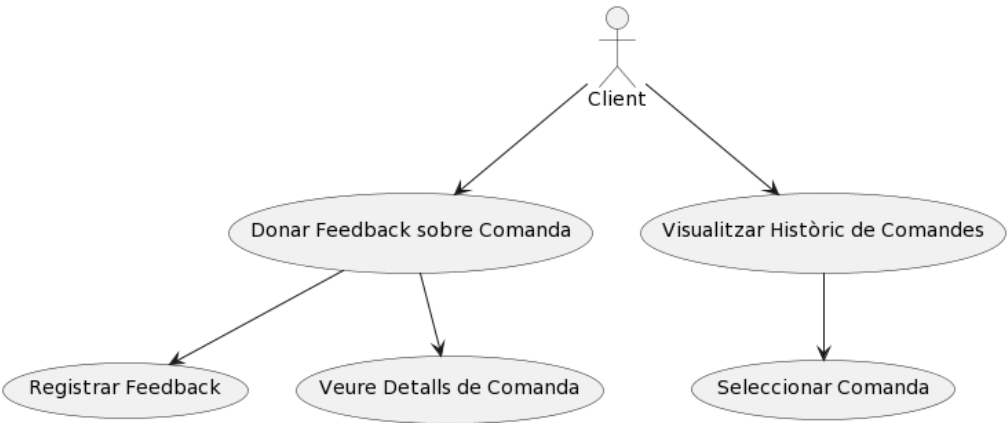 Client
Donar Feedback sobre Comanda
Visualitzar Històric de Comandes
Registrar Feedback
Veure Detalls de Comanda
Seleccionar Comanda